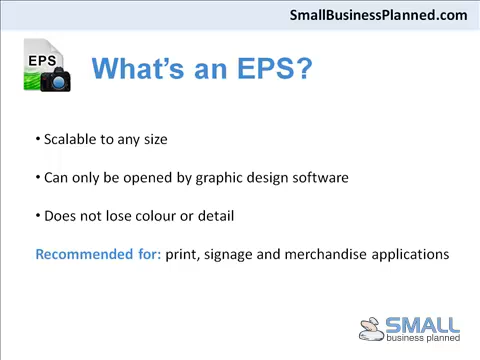 SmallBusinessPlanned.com
EPS
What's an EPS?
• Scalable to any size
• Can only be opened by graphic design software
• Does not lose colour or detail
Recommended for: print, signage and merchandise applications
SMALL
business planned